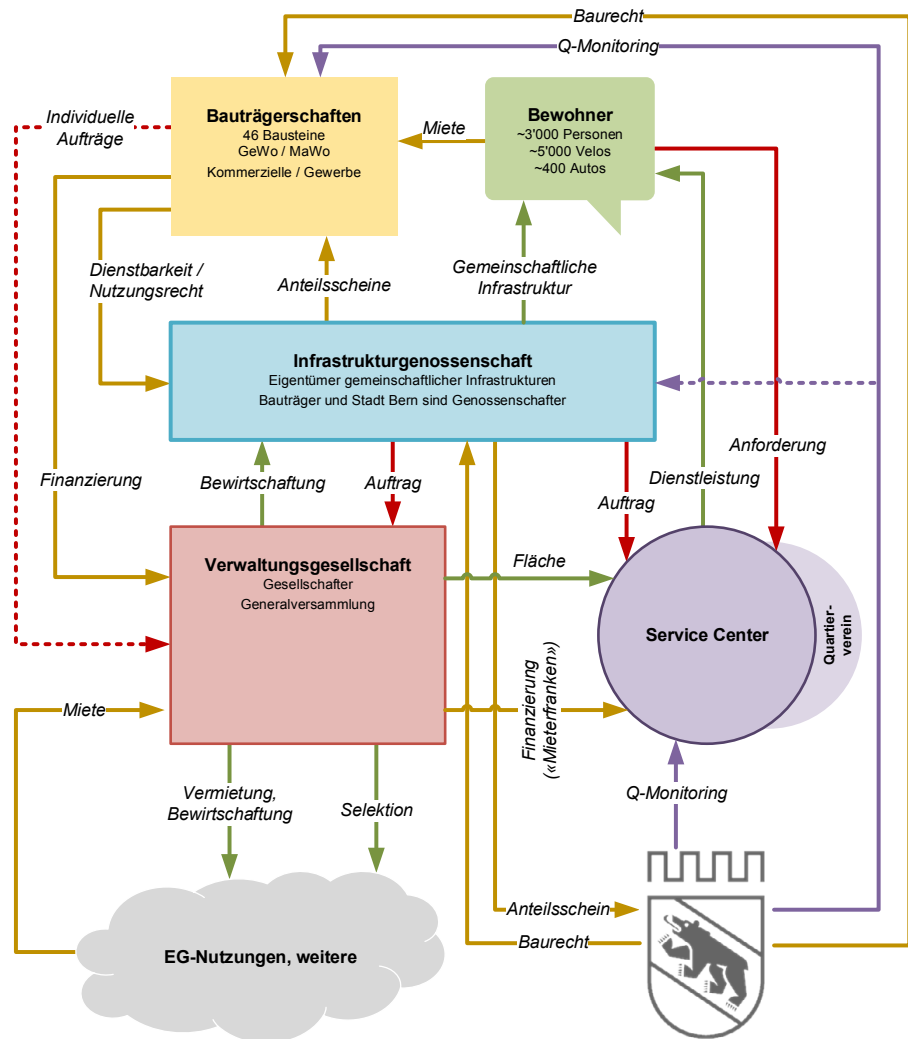 Baurecht
Q-Monitoring
Individuelle
Aufträge
Bauträgerschaften
46 Bausteine
GeWo / MaWo
Kommerzielle / Gewerbe
Miete
Bewohner
~3'000 Personen
~5'000 Velos
~400 Autos
Dienstbarkeit /
Nutzungsrecht
Anteilsscheine
Gemeinschaftliche
Infrastruktur
Infrastrukturgenossenschaft
Eigentümer gemeinschaftlicher Infrastrukturen
Bauträger und Stadt Bern sind Genossenschafter
Finanzierung
Bewirtschaftung
Auftrag
Auftrag
Dienstleistung
Anforderung
Verwaltungsgesellschaft
Gesellschafter
Generalversammlung
Fläche
Service Center
Quartier-
verein
Miete
Finanzierung
(«Mieterfranken»)
Vermietung,
Bewirtschaftung
Selektion
Q-Monitoring
EG-Nutzungen, weitere
Anteilsschein
Baurecht